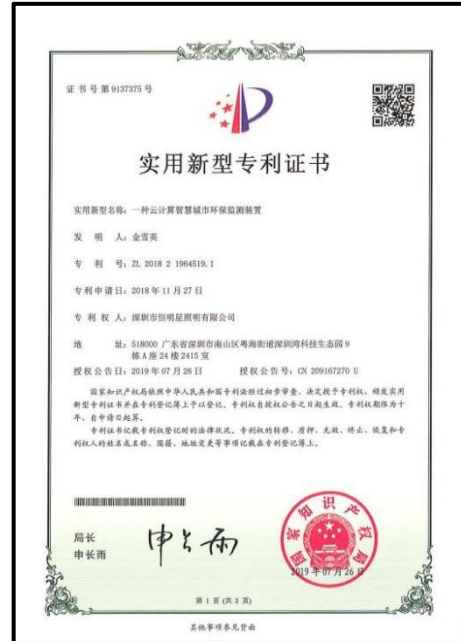 证书号第9137375号
实用新型专利证书
实用新型名称：一种云计算智慧城市环保监测装置
发 明 人：金雪英
专 利 号：ZL 2018 2 1964519.1
专利申请日：2018年11月27日
专 利 权 人：深圳市恒明星照明有限公司
地 址：518000 广东省深圳市南山区粤海街道深圳湾科技生态园9
栋A座24楼2415室
授权公告日：2019年07月26日 授权公告号：CN 209167270 U
国家知识产权局依照中华人民共和国专利法经过初步审查，决定授予专利权，颁发实用
新型专利证书并在专利登记簿上予以登记。专利权自授权公告之日起生效。专利权期限为十
年，自申请日起算。
专利证书记载专利权登记时的法律状况。专利权的转移、质押、无效、终止、恢复和专
利权人的姓名或名称、国籍、地址变更等事项记载在专利登记簿上。
局长
申长雨
申长雨
国家知识产权局
2019年07月26日
第 1 页 (共 2 页)
其他事项参见背面